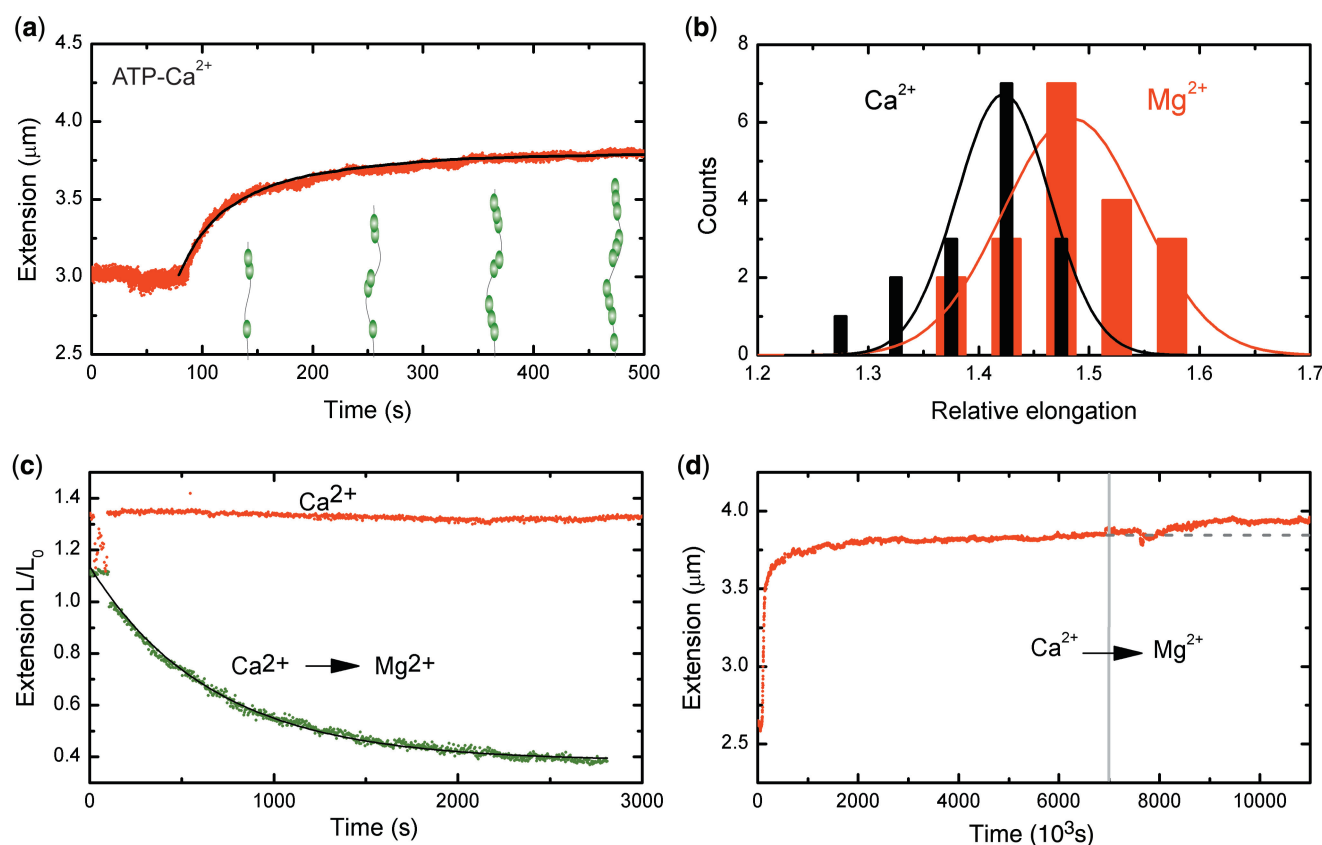 (a)
4.5
4.0
3.5
3.0
2.5
Extension (μm)
ATP-Ca²⁺
0 100 200 300 400 500
Time (s)
(b)
8
6
4
2
0
Counts
Ca²⁺
Mg²⁺
1.2 1.3 1.4 1.5 1.6 1.7
Relative elongation
(c)
1.4
1.2
1.0
0.8
0.6
0.4
Extension L/L₀
Ca2+
Ca2+ → Mg2+
0 1000 2000 3000
Time (s)
(d)
4.0
3.5
3.0
2.5
Extension (μm)
Ca²⁺ → Mg²⁺
0 2000 4000 6000 8000 10000
Time (10³s)